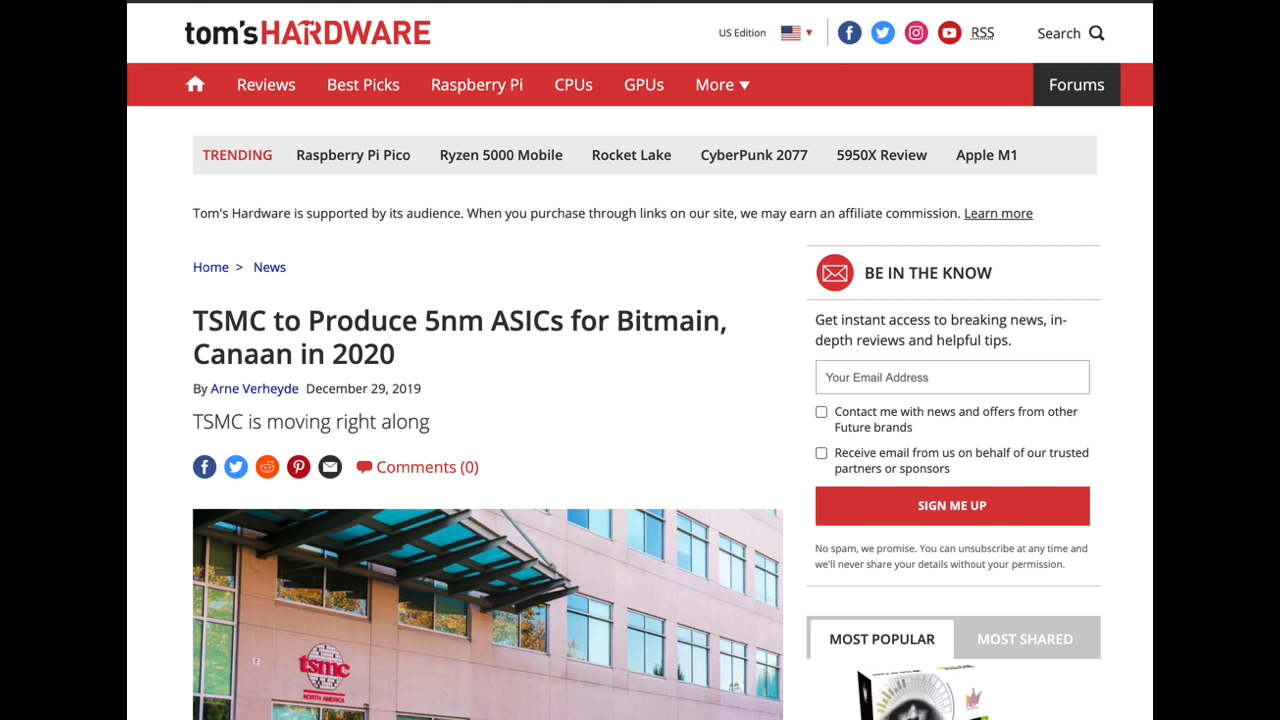 tom'sHARDWARE
US Edition
RSS
Search
Reviews
Best Picks
Raspberry Pi
CPUs
GPUs
More
Forums
TRENDING
Raspberry Pi Pico
Ryzen 5000 Mobile
Rocket Lake
CyberPunk 2077
5950X Review
Apple M1
Tom's Hardware is supported by its audience. When you purchase through links on our site, we may earn an affiliate commission. Learn more
Home > News
TSMC to Produce 5nm ASICs for Bitmain,
Canaan in 2020
By Arne Verheyde December 29, 2019
TSMC is moving right along
Comments (0)
tsmc
NORTH AMERICA
BE IN THE KNOW
Get instant access to breaking news, in-
depth reviews and helpful tips.
Your Email Address
Contact me with news and offers from other
Future brands
Receive email from us on behalf of our trusted
partners or sponsors
SIGN ME UP
No spam, we promise. You can unsubscribe at any time and
we'll never share your details without your permission.
MOST POPULAR
MOST SHARED